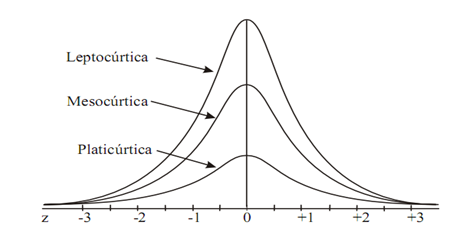 Leptocúrtica
Mesocúrtica
Platicúrtica
z -3 -2 -1 0 +1 +2 +3